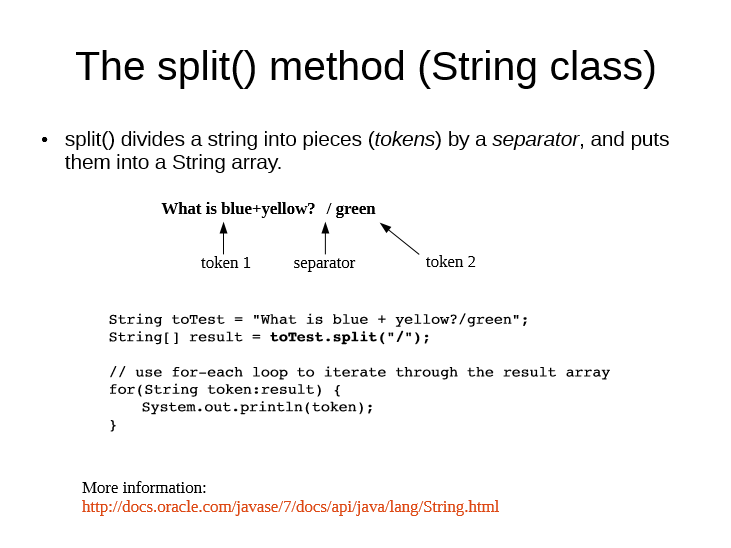 The split() method (String class)
• split() divides a string into pieces (tokens) by a separator, and puts
them into a String array.
What is blue+yellow? / green
token 1 separator token 2
String toTest = "What is blue + yellow?/green";
String[] result = toTest.split("/");
// use for-each loop to iterate through the result array
for(String token:result) {
System.out.println(token);
}
More information:
http://docs.oracle.com/javase/7/docs/api/java/lang/String.html